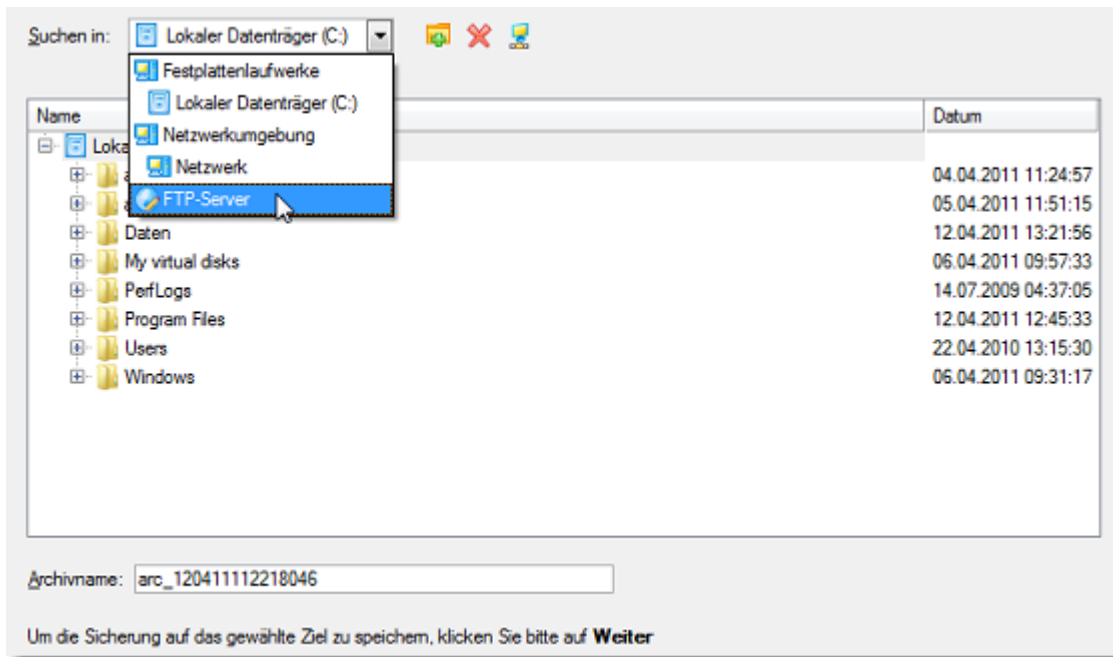 Suchen in: Lokaler Datenträger (C:)
Festplattenlaufwerke
Lokaler Datenträger (C:)
Netzwerkumgebung
Netzwerk
FTP-Server
Name Datum
04.04.2011 11:24:57
05.04.2011 11:51:15
Daten 12.04.2011 13:21:56
My virtual disks 06.04.2011 09:57:33
PerfLogs 14.07.2009 04:37:05
Program Files 12.04.2011 12:45:33
Users 22.04.2010 13:15:30
Windows 06.04.2011 09:31:17
Archivname: arc_120411112218046
Um die Sicherung auf das gewählte Ziel zu speichern, klicken Sie bitte auf Weiter